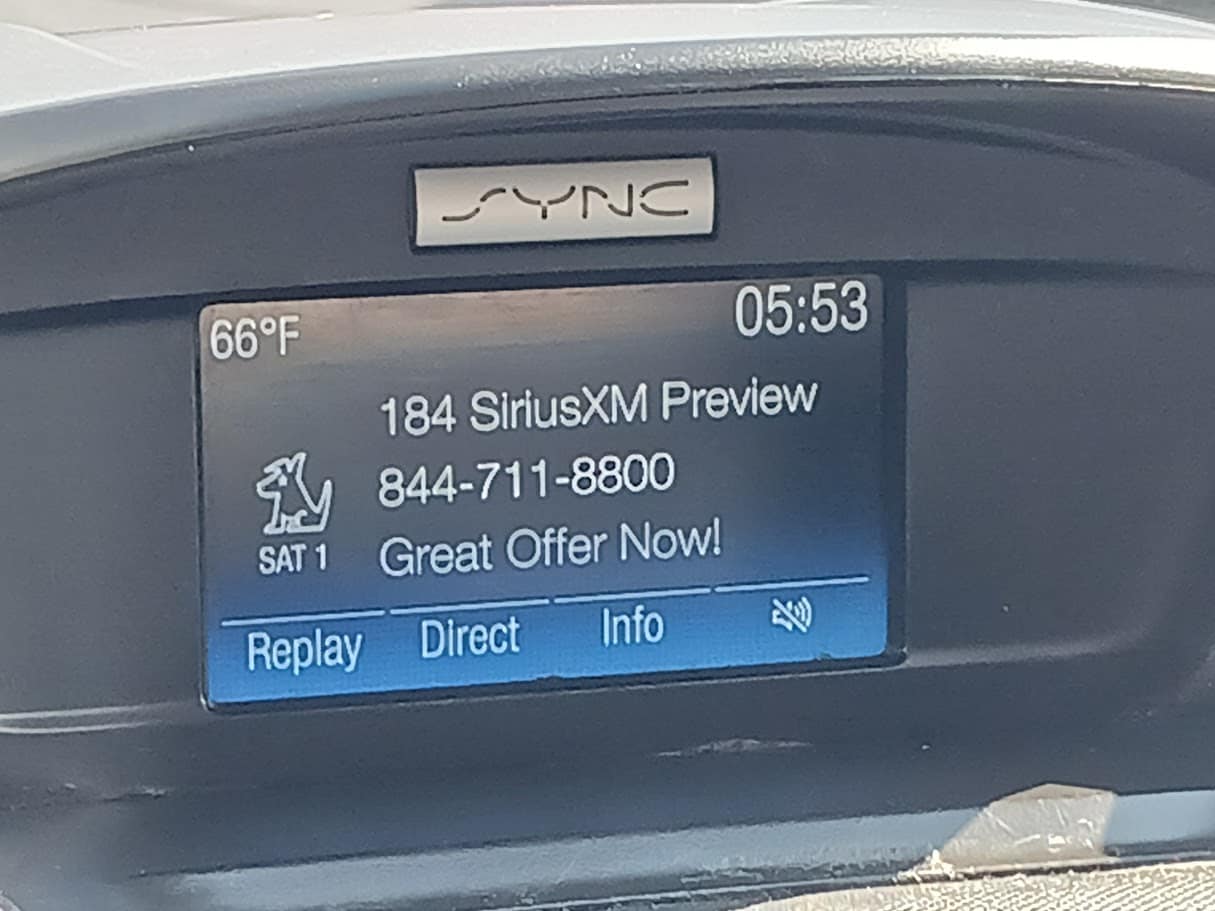 SYNC
66°F 05:53
184 SiriusXM Preview
844-711-8800
SAT 1 Great Offer Now!
Replay Direct Info